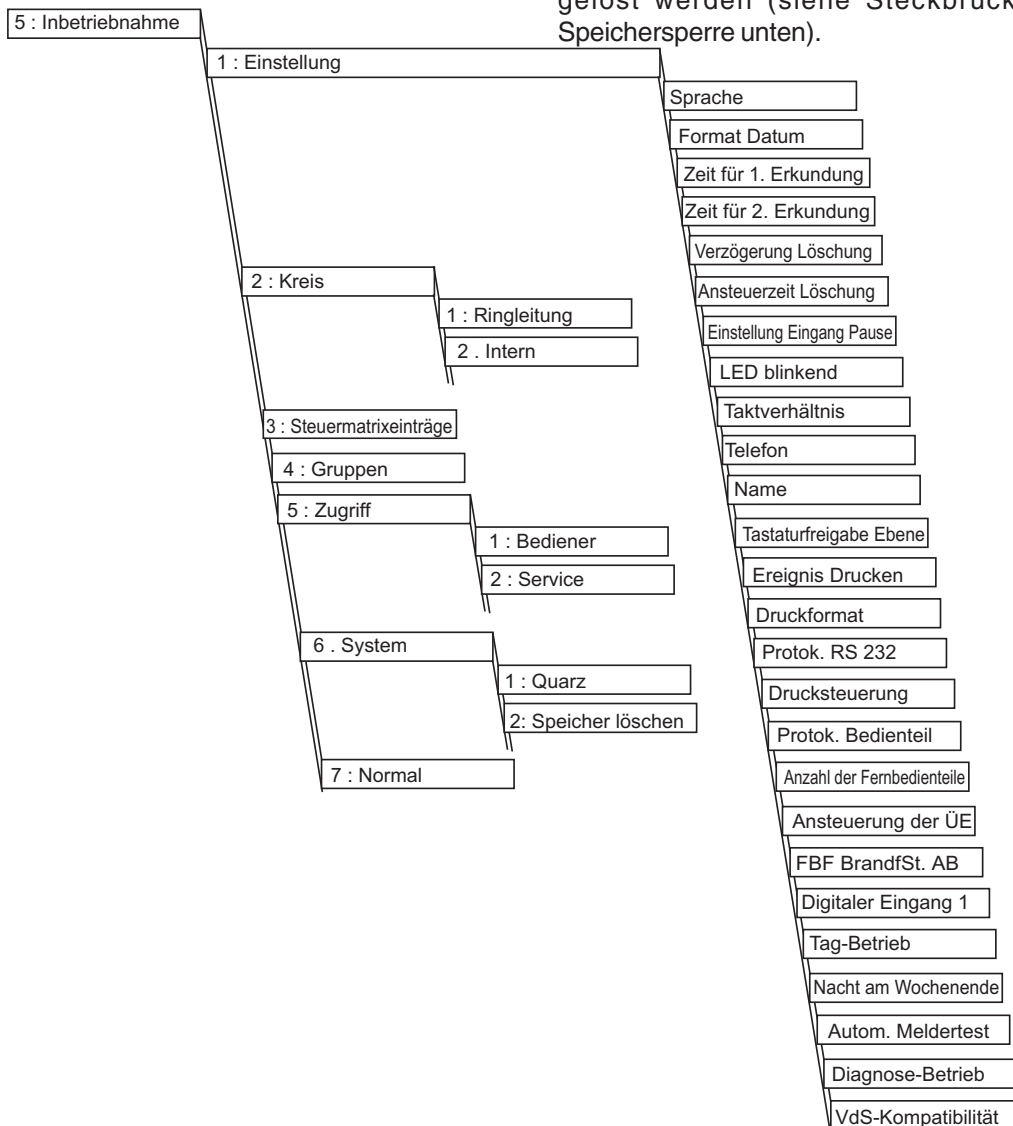 gelöst werden (siehe Steckbrück
Speichersperre unten).
5 : Inbetriebnahme
1 : Einstellung
Sprache
Format Datum
Zeit für 1. Erkundung
Zeit für 2. Erkundung
Verzögerung Löschung
Ansteuerzeit Löschung
Einstellung Eingang Pause
LED blinkend
Taktverhältnis
Telefon
Name
Tastaturfreigabe Ebene
Ereignis Drucken
Druckformat
Protok. RS 232
Drucksteuerung
Protok. Bedienteil
Anzahl der Fernbedienteile
Ansteuerung der ÜE
FBF BrandfSt. AB
Digitaler Eingang 1
Tag-Betrieb
Nacht am Wochenende
Autom. Meldertest
Diagnose-Betrieb
VdS-Kompatibilität
2 : Kreis
1 : Ringleitung
2 . Intern
3 : Steuermatrixeinträge
4 : Gruppen
5 : Zugriff
1 : Bediener
2 : Service
6 . System
1 : Quarz
2: Speicher löschen
7 : Normal